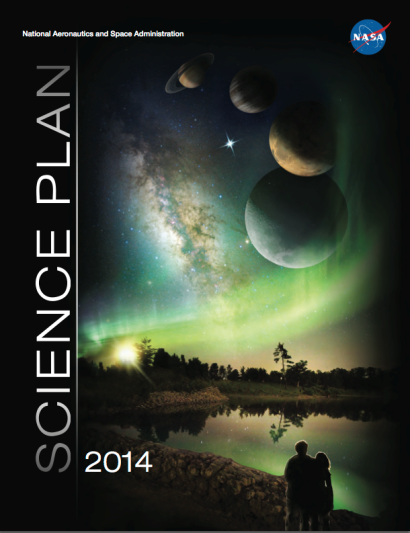 National Aeronautics and Space Administration
NASA
SCIENCE PLAN
2014